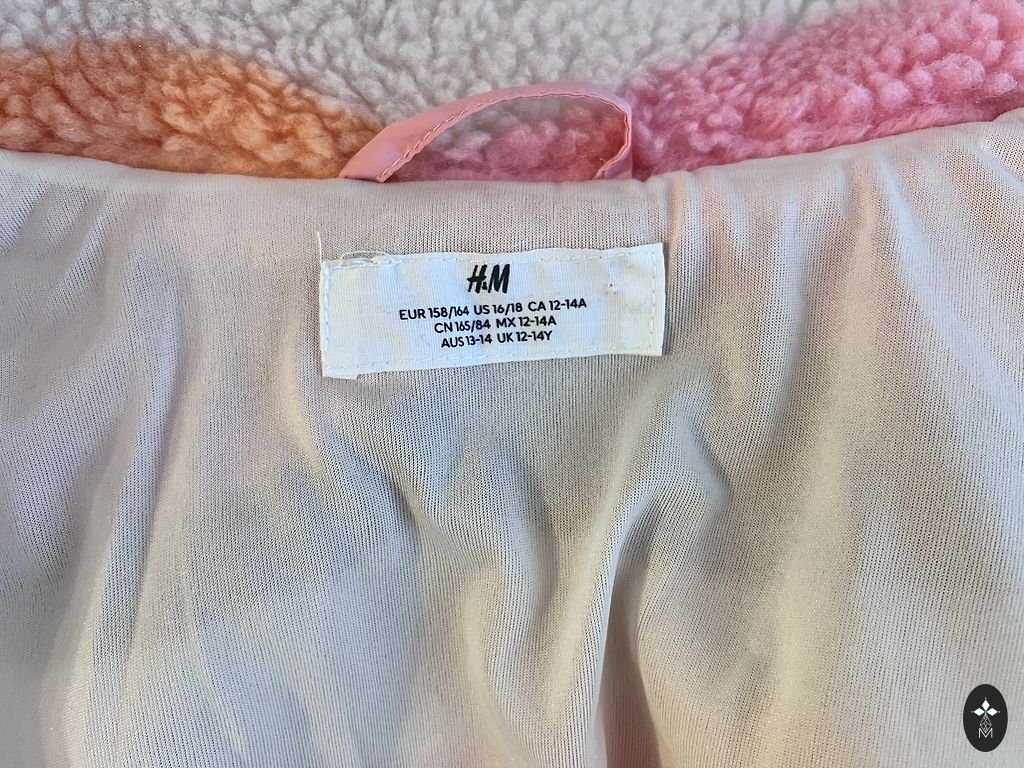 H&M
EUR 158/164 US 16/18 CA 12-14A
CN 165/84 MX 12-14A
AUS 13-14 UK 12-14Y
M